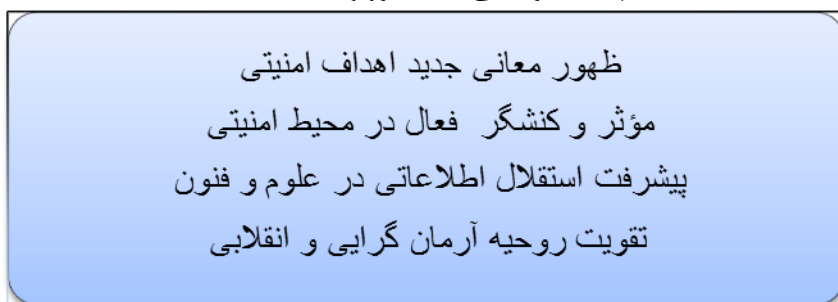 ظهور معانی جدید اهداف امنیتی
مؤثر و کنشگر فعال در محیط امنیتی
پیشرفت استقلال اطلاعاتی در علوم و فنون
تقویت روحیه آرمان گرایی و انقلابی